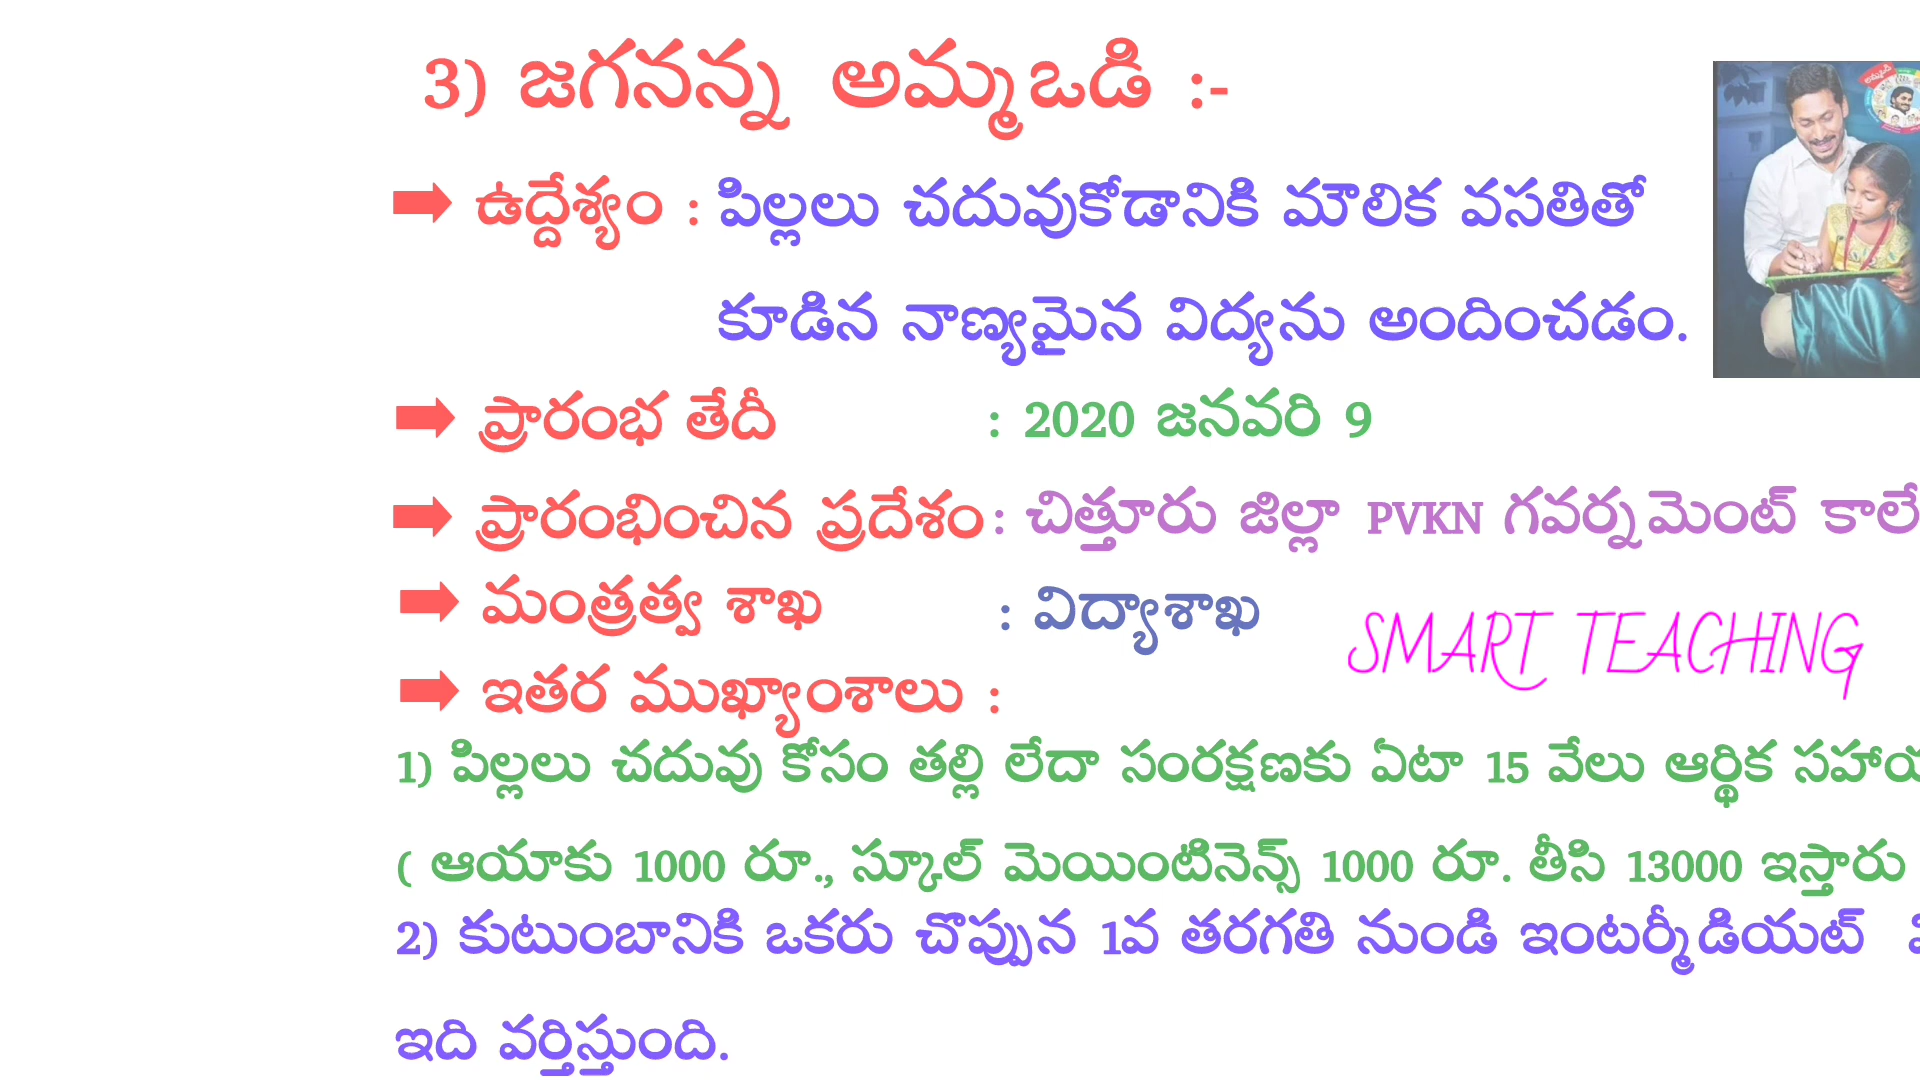 3) జగనన్న అమ్మఒడి :-
ఉద్దేశ్యం : పిల్లలు చదువుకోడానికి మౌలిక వసతితో
కూడిన నాణ్యమైన విద్యను అందించడం.
ప్రారంభ తేదీ : 2020 జనవరి 9
ప్రారంభించిన ప్రదేశం : చిత్తూరు జిల్లా PVKN గవర్నమెంట్
మంత్రత్వ శాఖ : విద్యాశాఖ
SMART TEACHING
ఇతర ముఖ్యాంశాలు :
1) పిల్లలు చదువు కోసం తల్లి లేదా సంరక్షణకు ఏటా 15 వేలు ఆర్థిక
( ఆయాకు 1000 రూ., స్కూల్ మెయింటినెన్స్ 1000 రూ. తీసి 13000 ఇస్తారు
2) కుటుంబానికి ఒకరు చొప్పున 1వ తరగతి నుండి ఇంటర్మీడియట్
ఇది వర్తిస్తుంది.